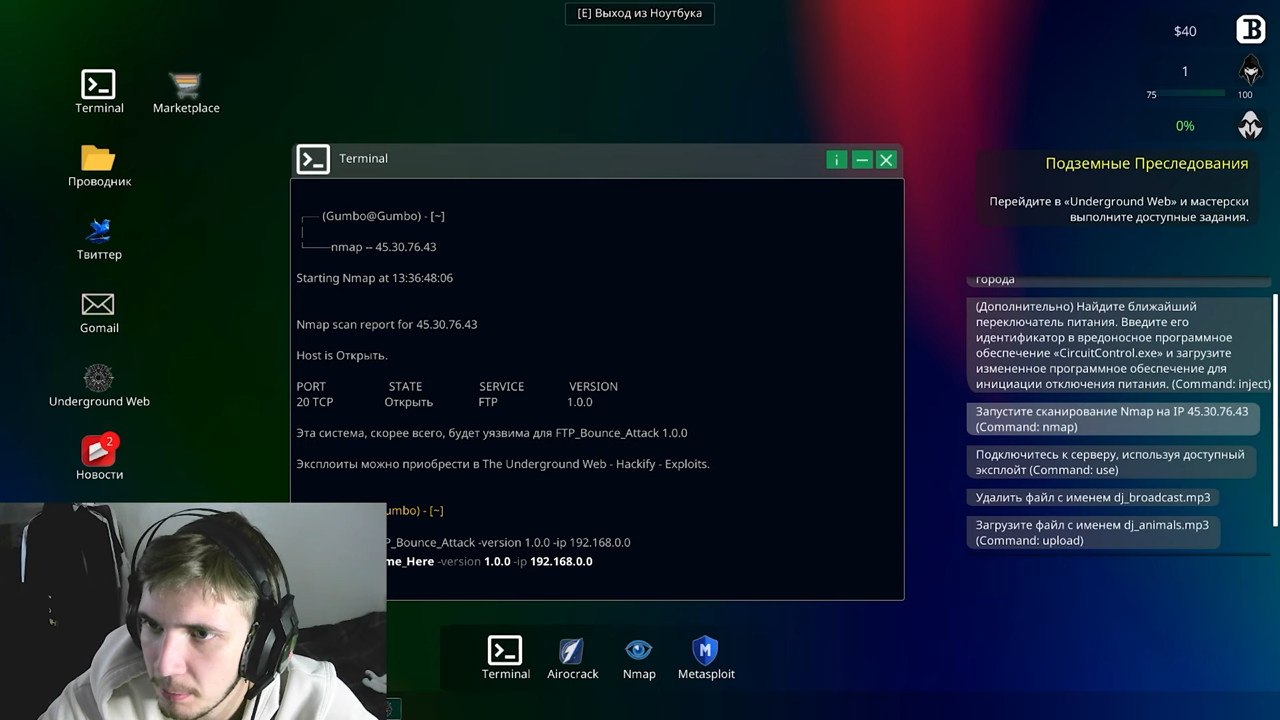 [E] Выход из Ноутбука
$40
B
1
75
100
0%
Terminal
Marketplace
Проводник
Твиттер
Gomail
Underground Web
2
Новости
Подземные Преследования
Перейдите в «Underground Web» и мастерски
выполните доступные задания.
Terminal
i
(Gumbo@Gumbo) - [~]
nmap -- 45.30.76.43
Starting Nmap at 13:36:48:06
Nmap scan report for 45.30.76.43
Host is Открыть.
PORT STATE SERVICE VERSION
20 TCP Открыть FTP 1.0.0
Эта система, скорее всего, будет уязвима для FTP_Bounce_Attack 1.0.0
Эксплоиты можно приобрести в The Underground Web - Hackify - Exploits.
umbo) - [~]
P_Bounce_Attack -version 1.0.0 -ip 192.168.0.0
me_Here -version 1.0.0 -ip 192.168.0.0
города
(Дополнительно) Найдите ближайший
переключатель питания. Введите его
идентификатор в вредоносное программное
обеспечение «CircuitControl.exe» и загрузите
измененное программное обеспечение для
инициации отключения питания. (Command: inject)
Запустите сканирование Nmap на IP 45.30.76.43
(Command: nmap)
Подключитесь к серверу, используя доступный
эксплойт (Command: use)
Удалить файл с именем dj_broadcast.mp3
Загрузите файл с именем dj_animals.mp3
(Command: upload)
Terminal
Airocrack
Nmap
M
Metasploit